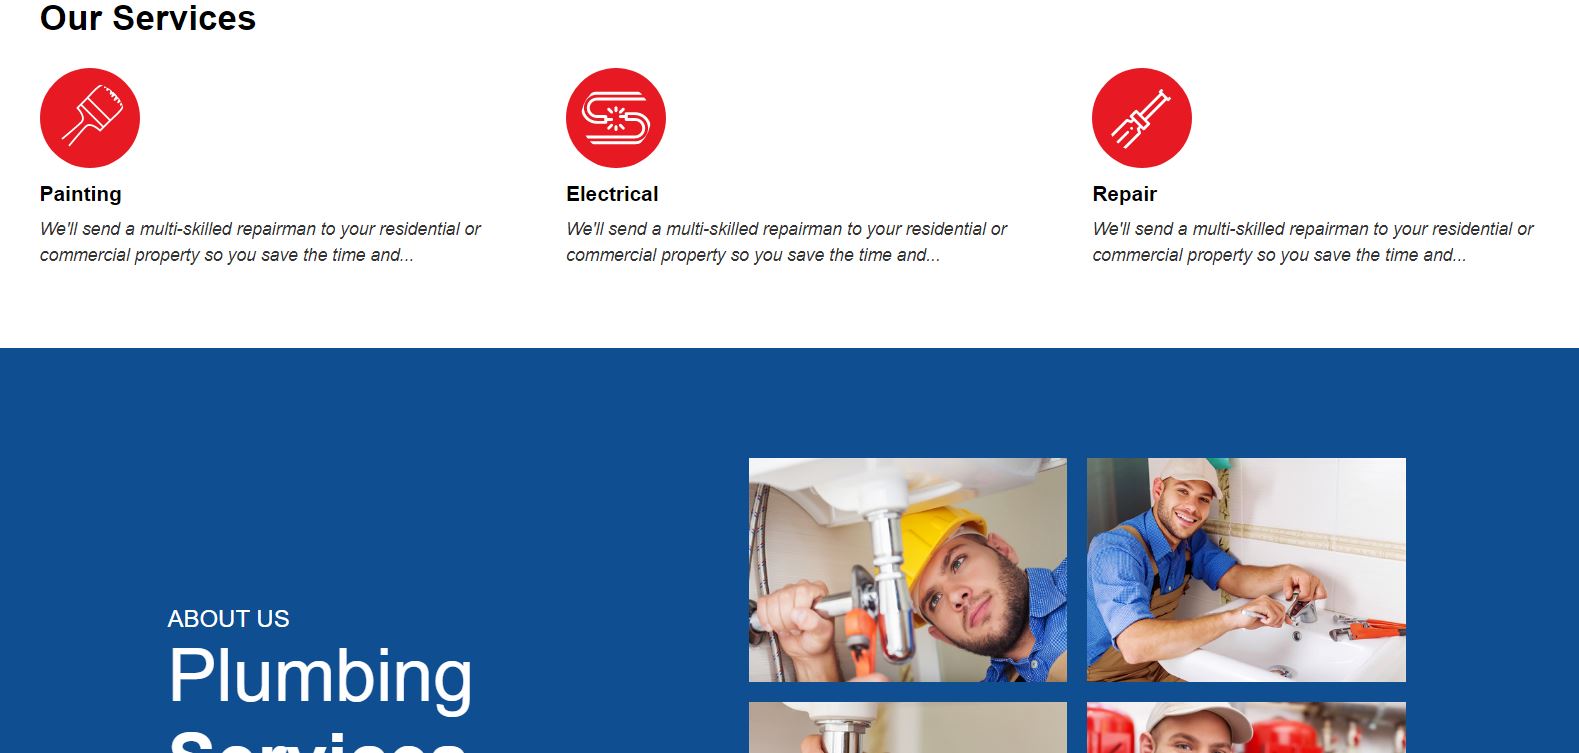 Our Services
Painting
We'll send a multi-skilled repairman to your residential or
commercial property so you save the time and...
Electrical
We'll send a multi-skilled repairman to your residential or
commercial property so you save the time and...
Repair
We'll send a multi-skilled repairman to your residential or
commercial property so you save the time and...
ABOUT US
Plumbing
Services